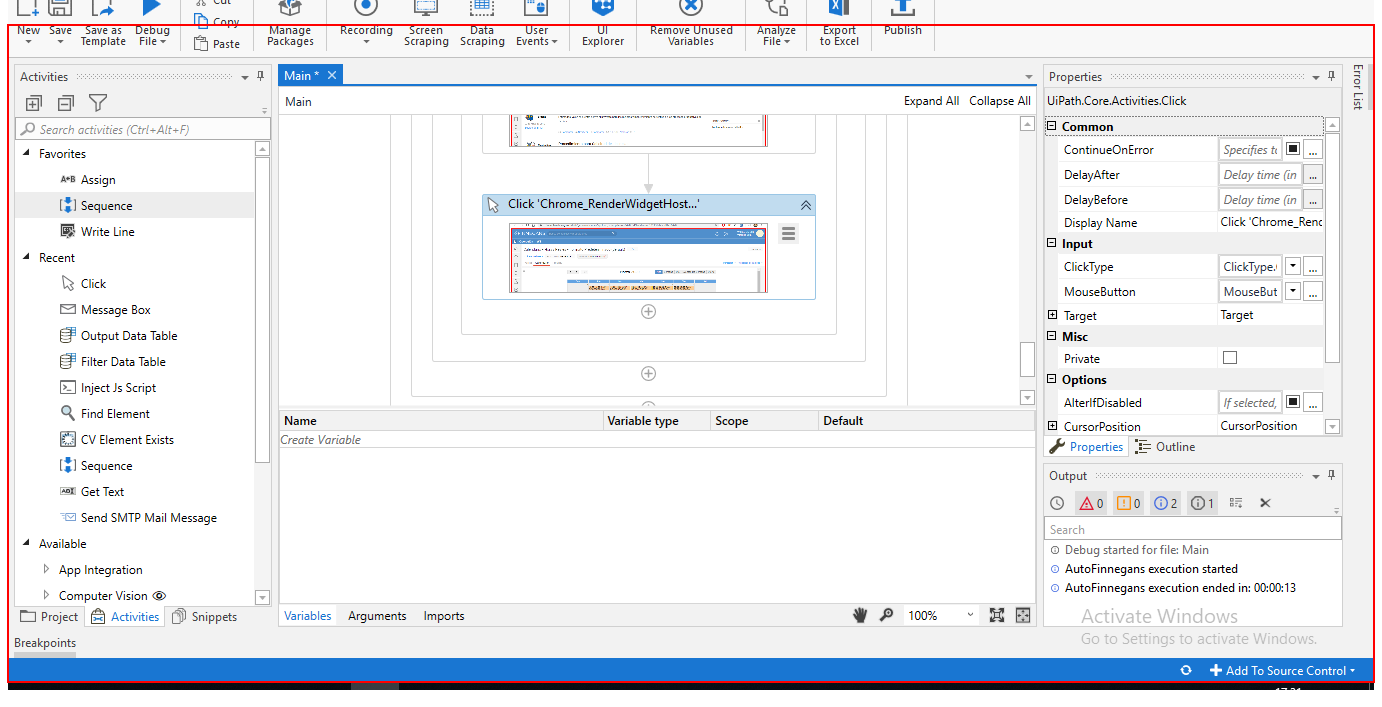 New
Save
Save as
Template
Debug
File
Cut
Copy
Paste
Manage
Packages
Recording
Screen
Scraping
Data
Scraping
User
Events
UI
Explorer
Remove Unused
Variables
Analyze
File
Export
to Excel
Publish
Activities
Search activities (Ctrl+Alt+F)
Favorites
A+B Assign
Sequence
Write Line
Recent
Click
Message Box
Output Data Table
Filter Data Table
Inject Js Script
Find Element
CV Element Exists
Sequence
Get Text
Send SMTP Mail Message
Available
App Integration
Computer Vision
Project
Activities
Snippets
Breakpoints
Main *
Main
Expand All
Collapse All
Click 'Chrome_RenderWidgetHost...'
Name
Variable type
Scope
Default
Create Variable
Variables
Arguments
Imports
100%
Properties
UiPath.Core.Activities.Click
Common
ContinueOnError
Specifies to
...
DelayAfter
Delay time (in
...
DelayBefore
Delay time (in
...
Display Name
Click 'Chrome_Rend
Input
ClickType
ClickType.
...
MouseButton
MouseBut
...
Target
Target
Misc
Private
Options
AlterIfDisabled
If selected,
...
CursorPosition
CursorPosition
Properties
Outline
Error List
Output
0
0
2
1
Search
Debug started for file: Main
AutoFinnegans execution started
AutoFinnegans execution ended in: 00:00:13
Activate Windows
Go to Settings to activate Windows.
Add To Source Control